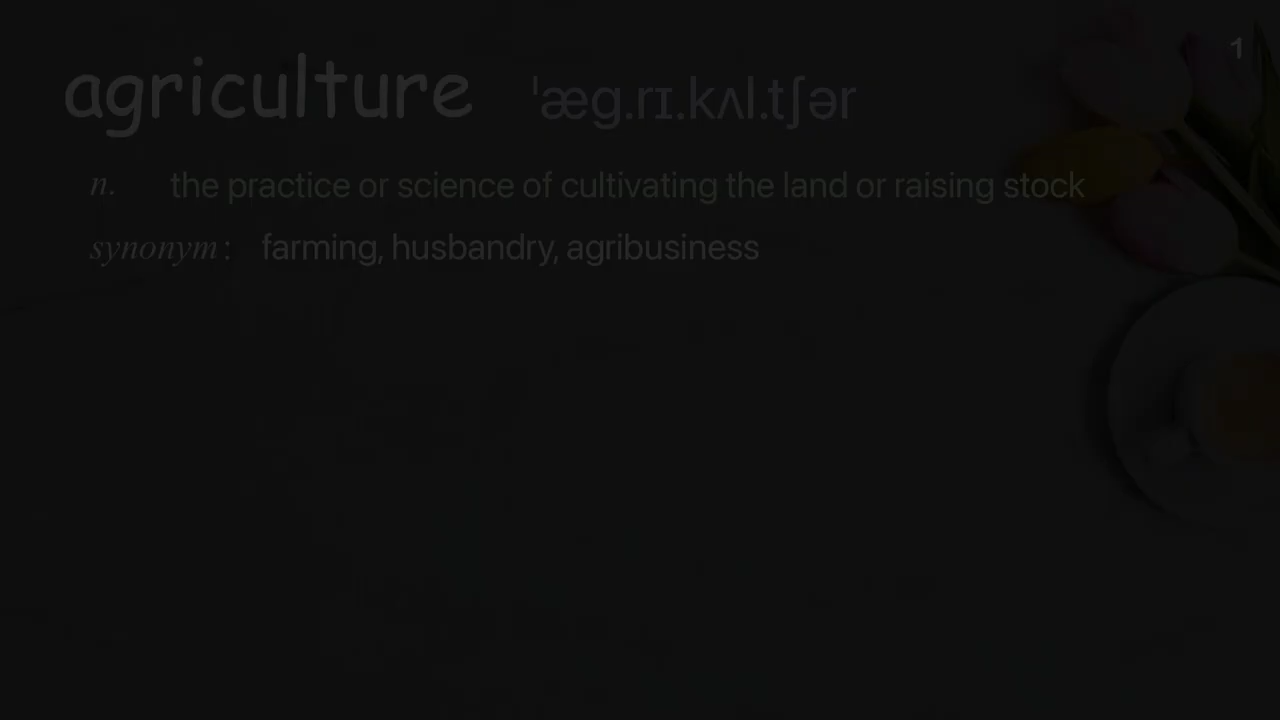 1
agriculture ˈæg.rɪ.kʌl.tʃər
n. the practice or science of cultivating the land or raising stock
synonym : farming, husbandry, agribusiness